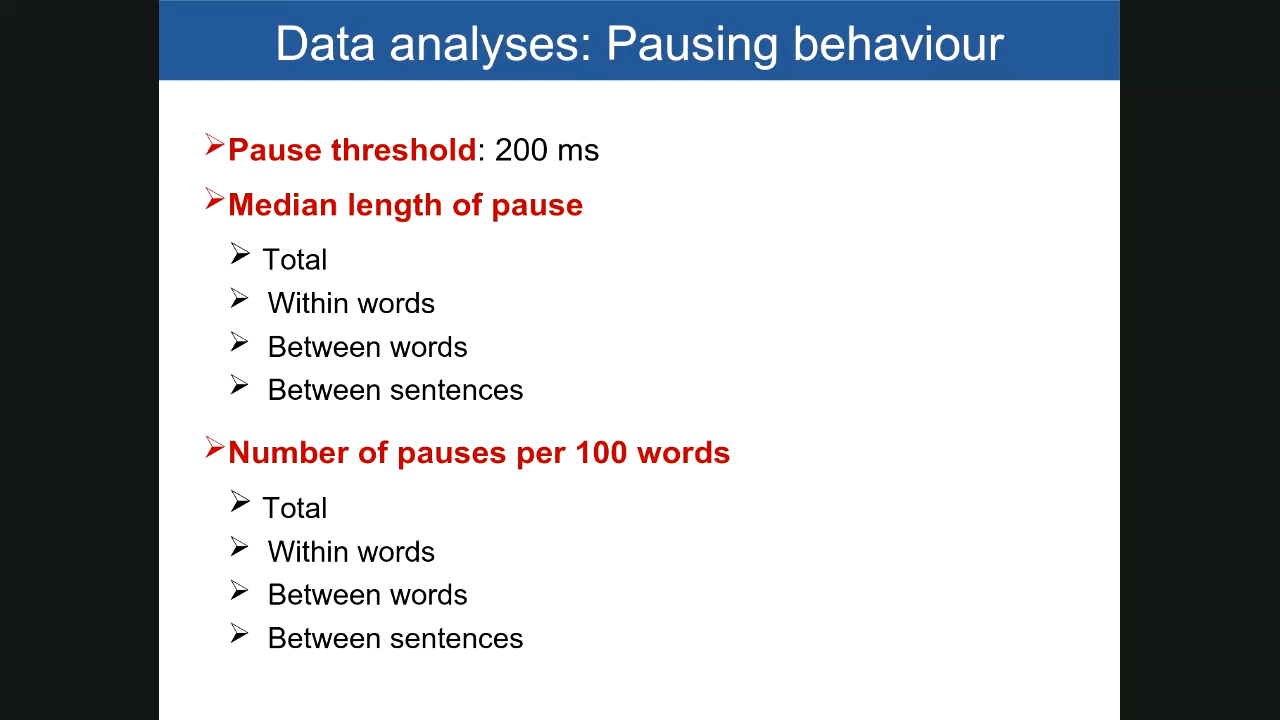 Data analyses: Pausing behaviour
Pause threshold: 200 ms
Median length of pause
Total
Within words
Between words
Between sentences
Number of pauses per 100 words
Total
Within words
Between words
Between sentences